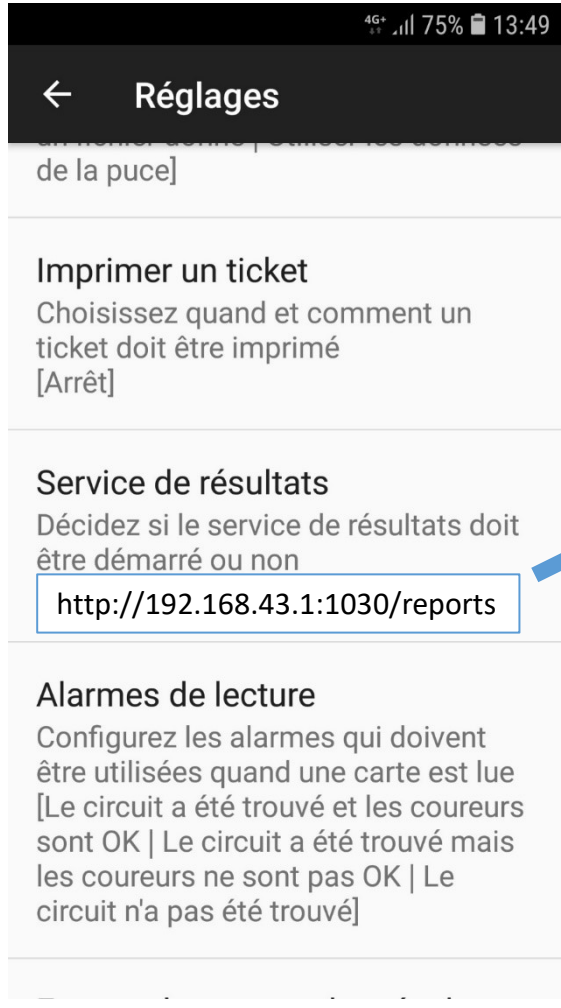 4G+ 75% 13:49
Réglages
de la puce]
Imprimer un ticket
Choisissez quand et comment un
ticket doit être imprimé
[Arrêt]
Service de résultats
Décidez si le service de résultats doit
être démarré ou non
http://192.168.43.1:1030/reports
Alarmes de lecture
Configurez les alarmes qui doivent
être utilisées quand une carte est lue
[Le circuit a été trouvé et les coureurs
sont OK | Le circuit a été trouvé mais
les coureurs ne sont pas OK | Le
circuit n'a pas été trouvé]